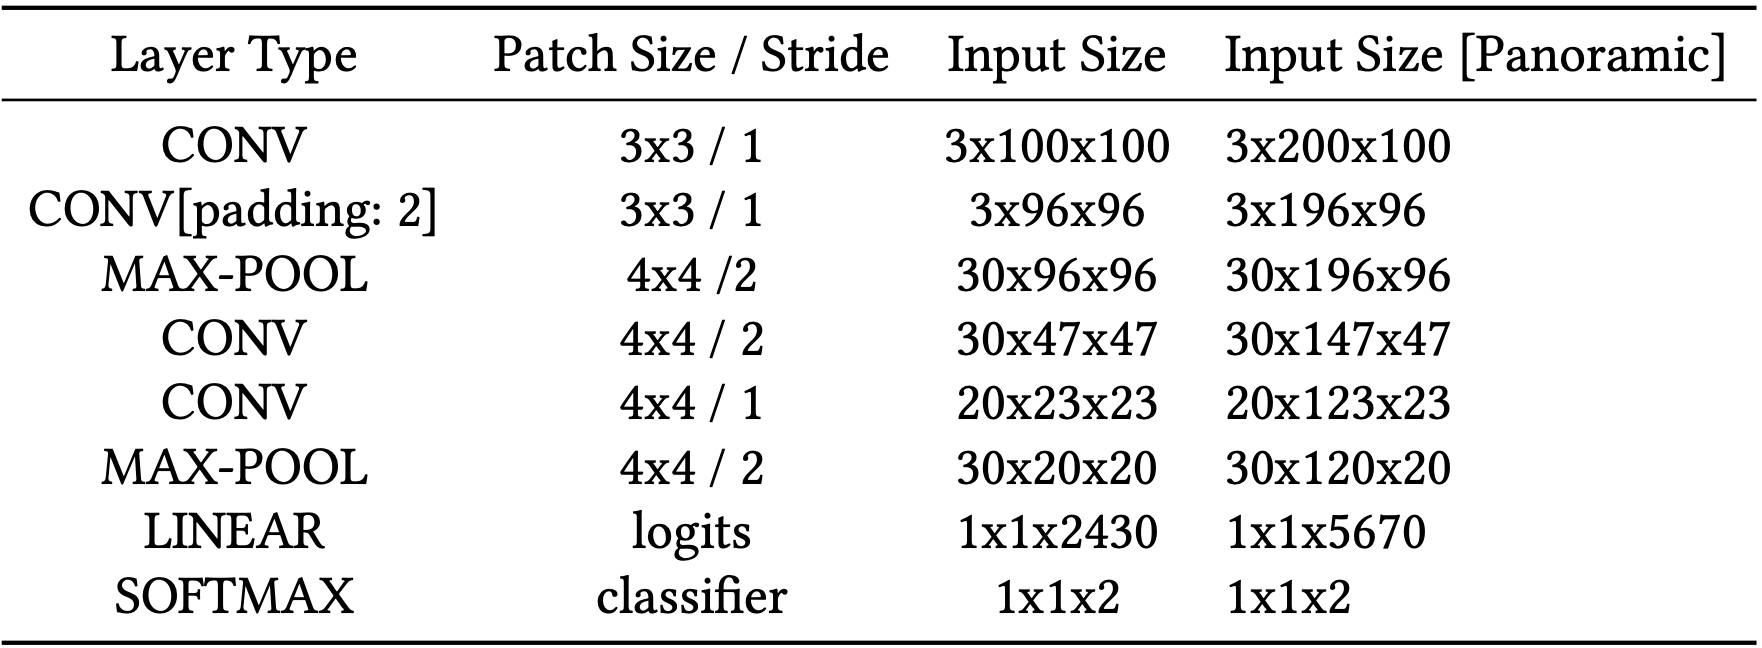 Layer Type Patch Size / Stride Input Size Input Size [Panoramic]
CONV 3x3 / 1 3x100x100 3x200x100
CONV[padding: 2] 3x3 / 1 3x96x96 3x196x96
MAX-POOL 4x4 /2 30x96x96 30x196x96
CONV 4x4 / 2 30x47x47 30x147x47
CONV 4x4 / 1 20x23x23 20x123x23
MAX-POOL 4x4 / 2 30x20x20 30x120x20
LINEAR logits 1x1x2430 1x1x5670
SOFTMAX classifier 1x1x2 1x1x2